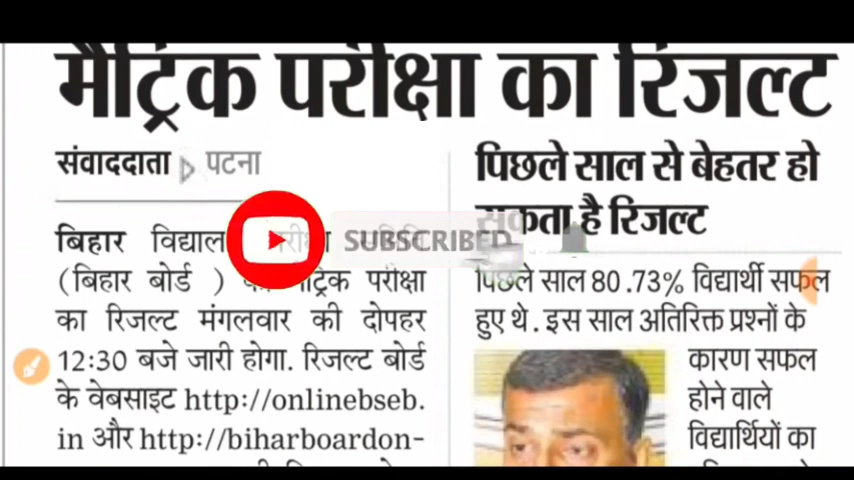 मैट्रिक परीक्षा का रिजल्ट
संवाददाता पटना
बिहार
(बिहार बोर्ड ) परीक्षा
का रिजल्ट मंगलवार की दोपहर
12:30 बजे जारी होगा. रिजल्ट बोर्ड
के वेबसाइट http://onlinebseb.
in और http://biharboardon-
पिछले साल से बेहतर हो
सकता है रिजल्ट
पिछले साल 80.73% विद्यार्थी सफल
हुए थे. इस साल अतिरिक्त प्रश्नों के
कारण सफल
होने वाले
विद्यार्थियों का
SUBSCRIBED